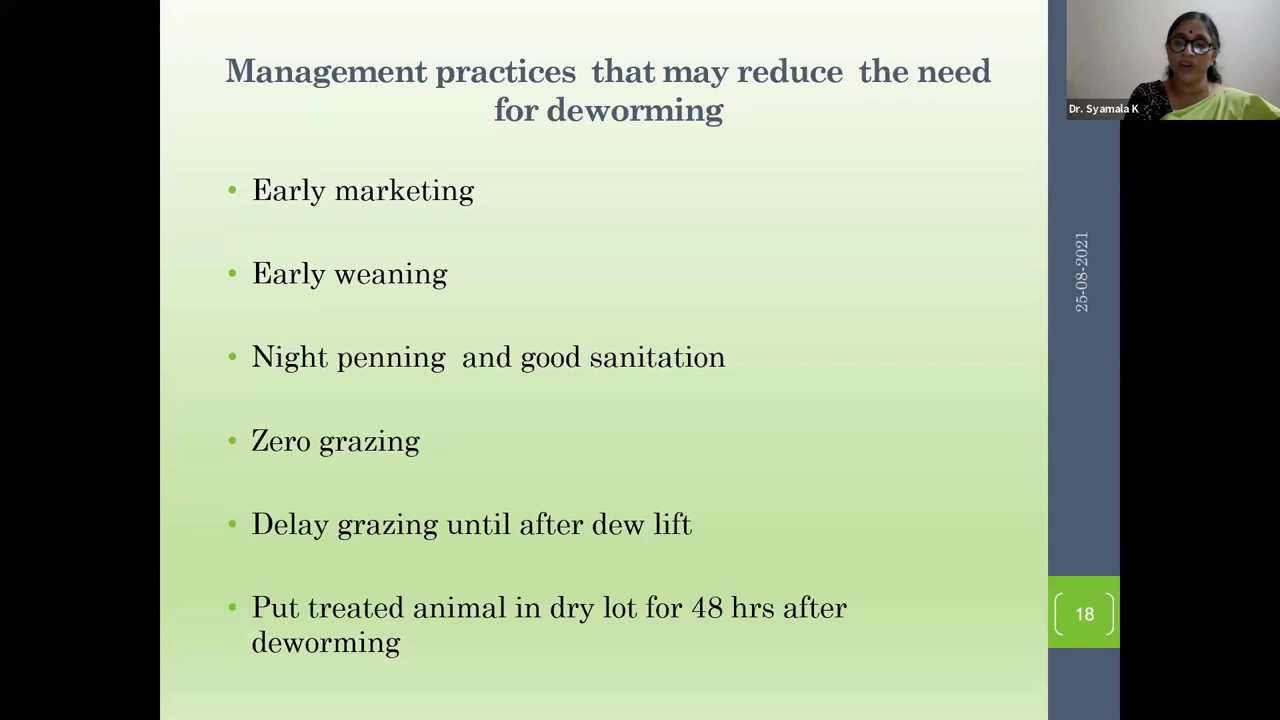 Management practices that may reduce the need
for deworming
• Early marketing
• Early weaning
• Night penning and good sanitation
• Zero grazing
• Delay grazing until after dew lift
• Put treated animal in dry lot for 48 hrs after
deworming
Dr. Syamala K
25-08-2021
18